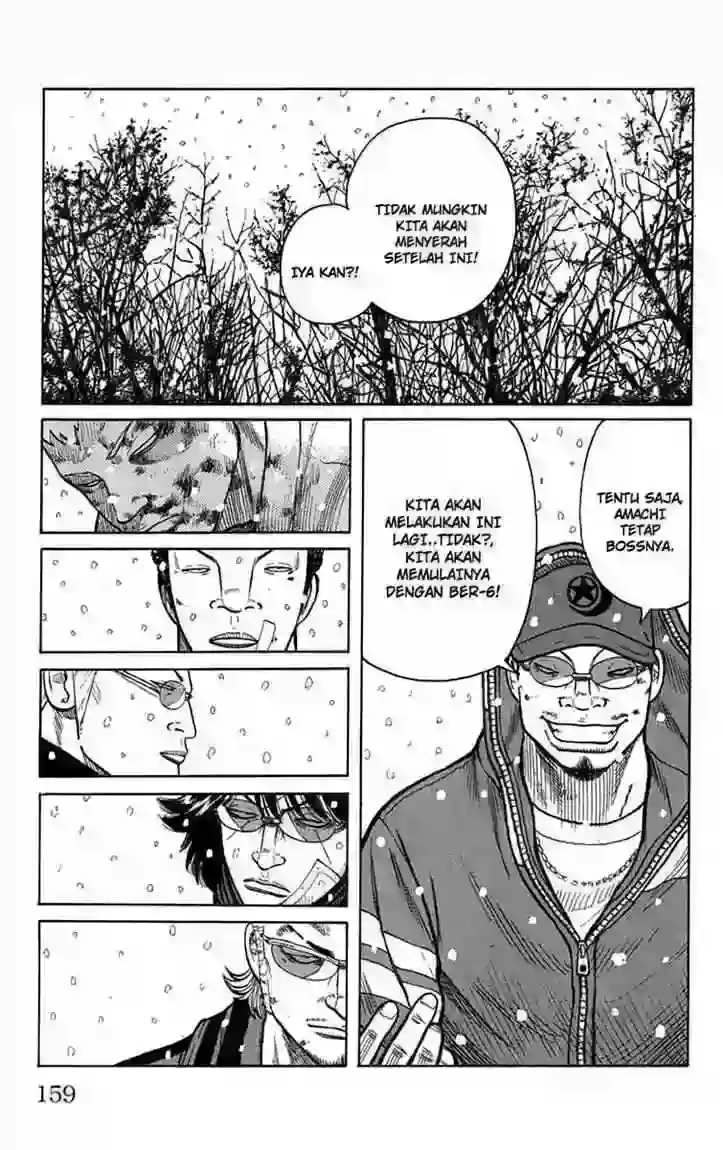 TIDAK MUNGKIN
KITA AKAN
MENYERAH
SETELAH INI!
IYA KAN?!
TENTU SAJA,
AMACHI
TETAP
BOSSNYA.
KITA AKAN
MELAKUKAN INI
LAGI..TIDAK?,
KITA AKAN
MEMULAINYA
DENGAN BER-6!
159